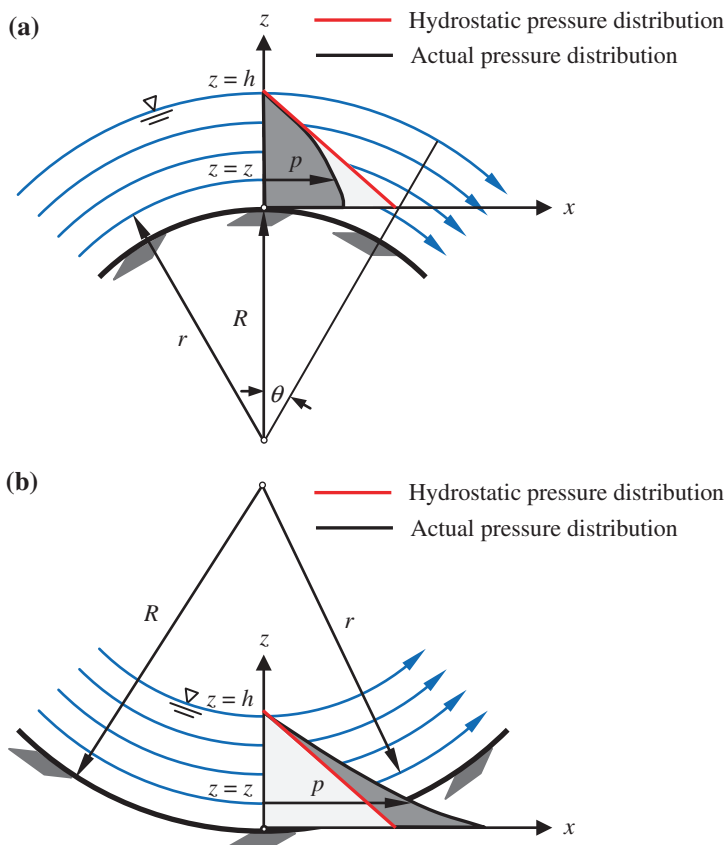 (a)
z
Hydrostatic pressure distribution
Actual pressure distribution
z = h
z = z
p
x
R
r
θ
(b)
Hydrostatic pressure distribution
Actual pressure distribution
R
z
r
z = h
z = z
p
x